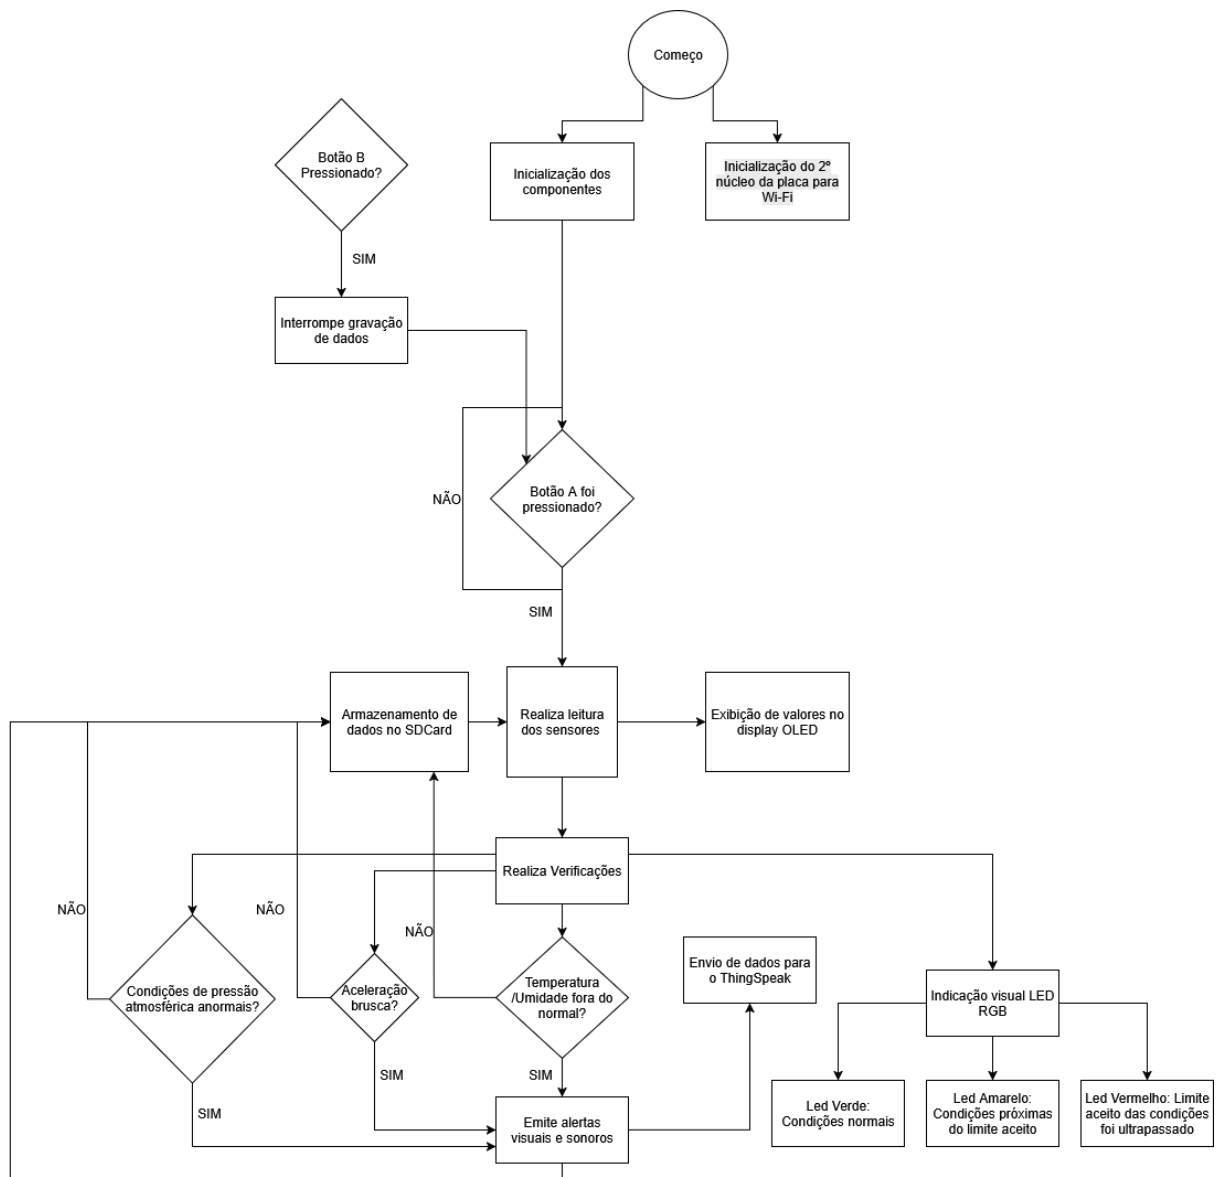 Começo
Botão B
Pressionado?
Inicialização dos
componentes
Inicialização do 2º
núcleo da placa para
Wi-Fi
SIM
Interrompe gravação
de dados
NÃO
Botão A foi
pressionado?
SIM
Armazenamento de
dados no SDCard
Realiza leitura
dos sensores
Exibição de valores no
display OLED
Realiza Verificações
NÃO
NÃO
NÃO
Condições de pressão
atmosférica anormais?
Aceleração
brusca?
Temperatura
/Umidade fora do
normal?
Envio de dados para
o ThingSpeak
Indicação visual LED
RGB
SIM
SIM
SIM
Emite alertas
visuais e sonoros
Led Verde:
Condições normais
Led Amarelo:
Condições próximas
do limite aceito
Led Vermelho: Limite
aceito das condições
foi ultrapassado